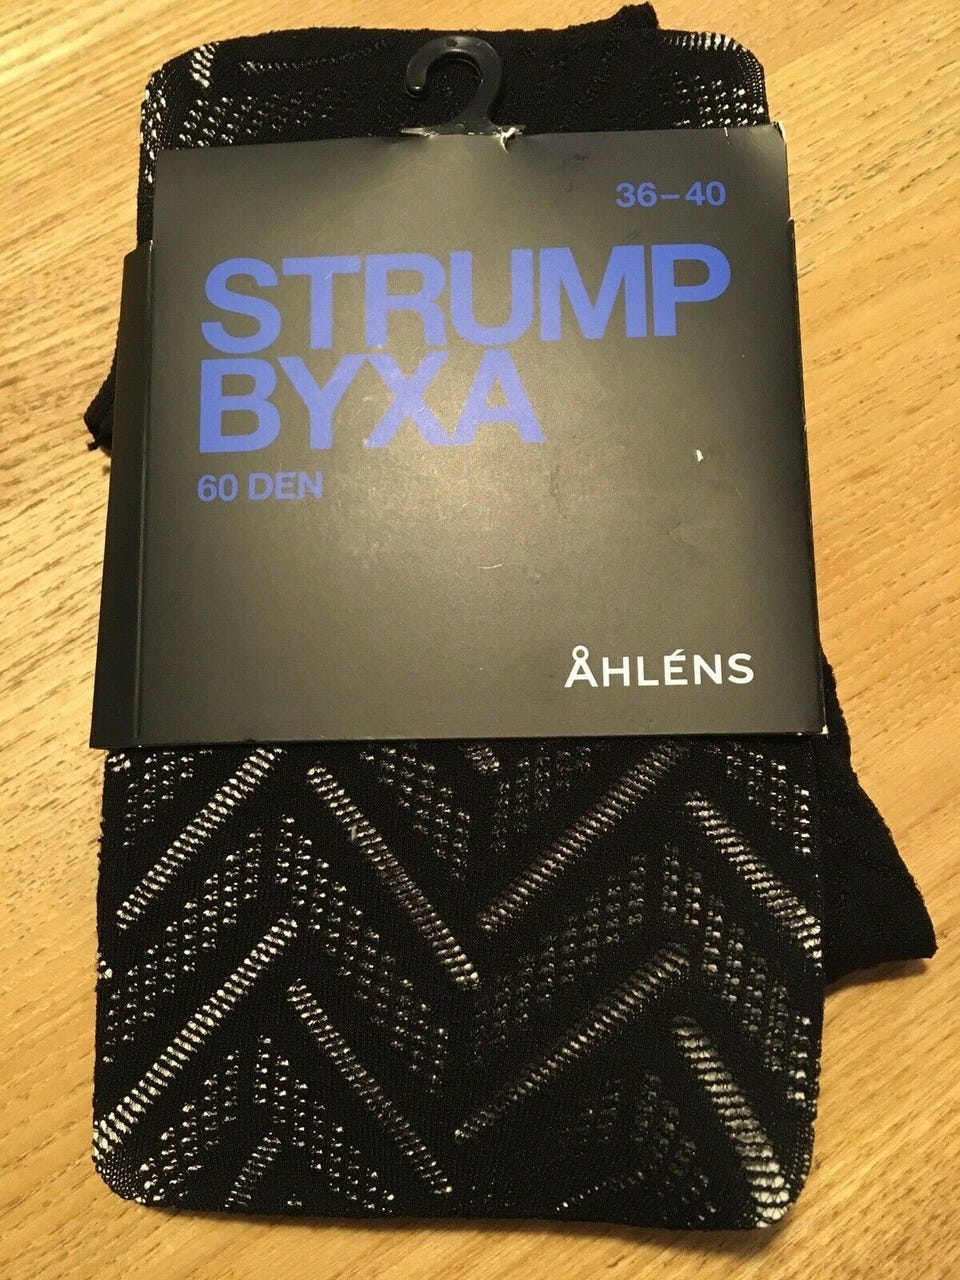 36–40
STRUMP
BYXA
60 DEN
ÅHLÉNS